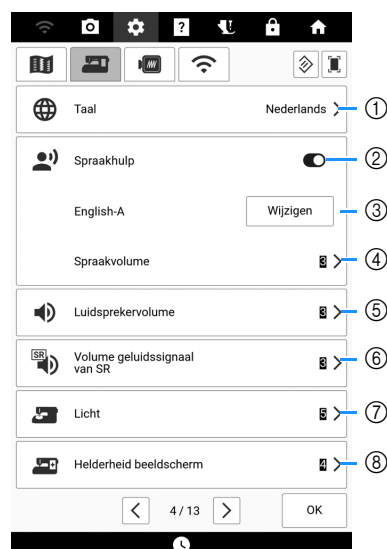 ?
Taal
Nederlands
①
Spraakhulp
②
English-A
Wijzigen
③
Spraakvolume
3
④
Luidsprekervolume
3
⑤
SR
Volume geluidssignaal
van SR
3
⑥
Licht
5
⑦
Helderheid beeldscherm
4
⑧
4 / 13
OK